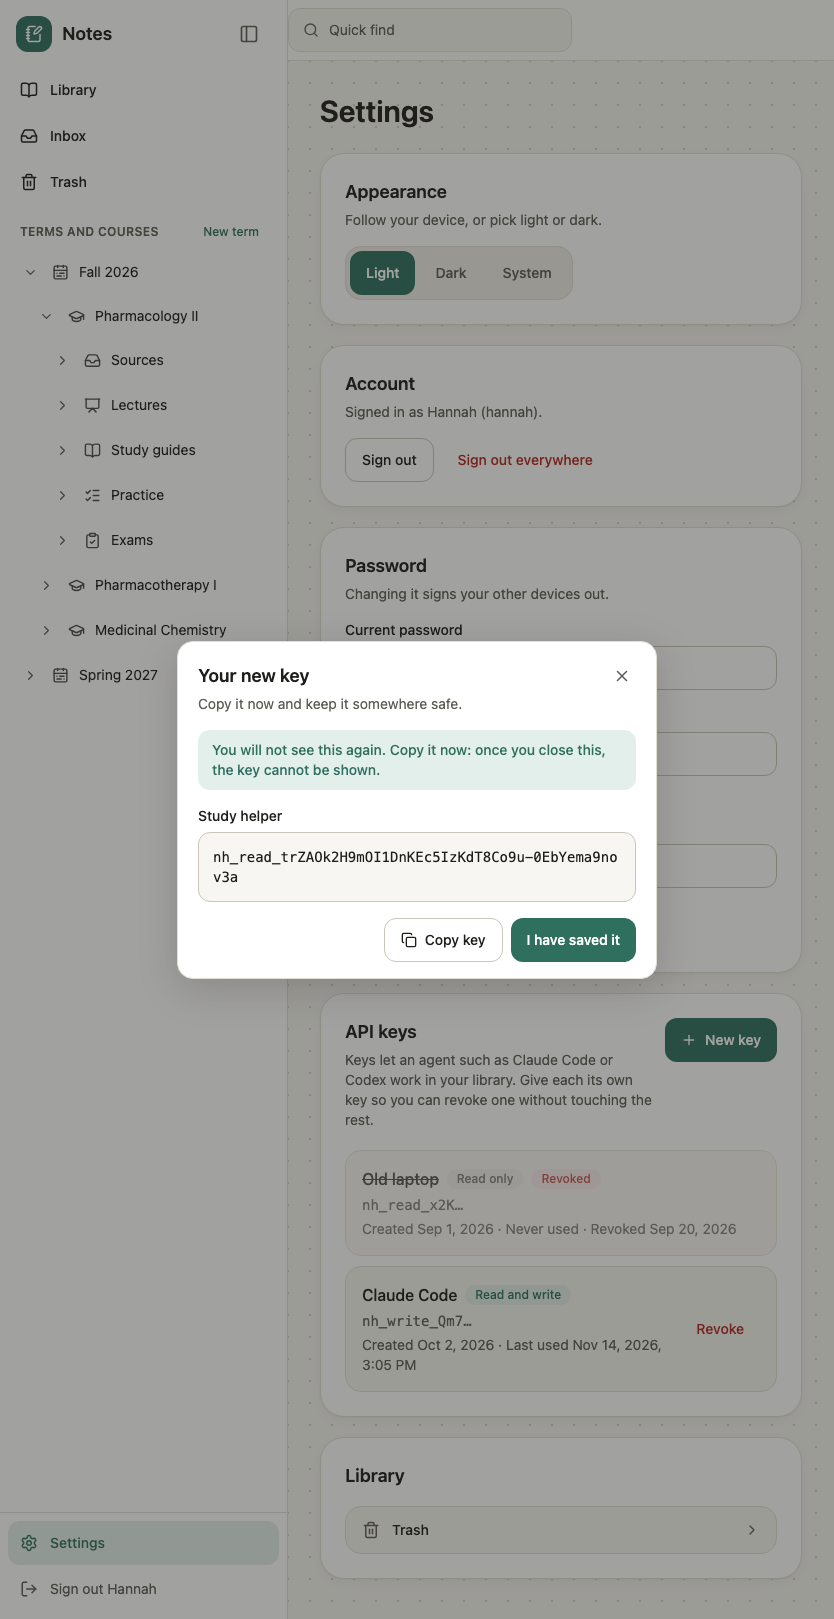 Notes
Library
Inbox
Trash
TERMS AND COURSES
New term
Fall 2026
Pharmacology II
Sources
Lectures
Study guides
Practice
Exams
Pharmacotherapy I
Medicinal Chemistry
Spring 2027
Settings
Sign out Hannah
Quick find
Settings
Appearance
Follow your device, or pick light or dark.
Light Dark System
Account
Signed in as Hannah (hannah).
Sign out Sign out everywhere
Password
Changing it signs your other devices out.
Current password
Your new key
Copy it now and keep it somewhere safe.
You will not see this again. Copy it now: once you close this,
the key cannot be shown.
Study helper
nh_read_trZAOk2H9mOI1DnKEc5IzKdT8Co9u-0EbYema9no
v3a
Copy key I have saved it
API keys
New key
Keys let an agent such as Claude Code or
Codex work in your library. Give each its own
key so you can revoke one without touching the
rest.
Old laptop Read only Revoked
nh_read_x2K…
Created Sep 1, 2026 · Never used · Revoked Sep 20, 2026
Claude Code Read and write
nh_write_Qm7…
Created Oct 2, 2026 · Last used Nov 14, 2026,
3:05 PM
Revoke
Library
Trash